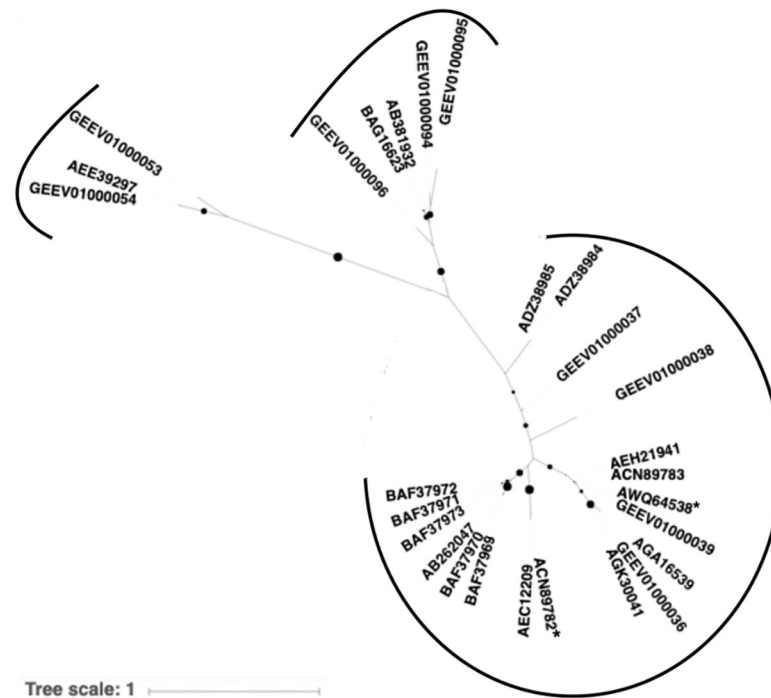 GEEV01000053
AEE39297
GEEV01000054
GEEV01000096
BAG16623
AB381932
GEEV01000094
GEEV01000095
ADZ38985
ADZ38984
GEEV01000037
GEEV01000038
AEH21941
ACN89783
AWQ64538*
GEEV01000039
AGA16539
GEEV01000036
AGK30041
ACN89782*
AEC12209
BAF37969
BAF37970
AB262047
BAF37973
BAF37971
BAF37972
Tree scale: 1